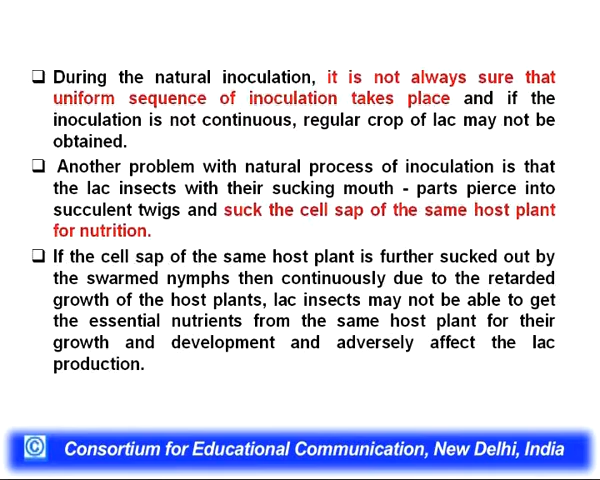 ❑ During the natural inoculation, it is not always sure that
uniform sequence of inoculation takes place and if the
inoculation is not continuous, regular crop of lac may not be
obtained.
❑ Another problem with natural process of inoculation is that
the lac insects with their sucking mouth - parts pierce into
succulent twigs and suck the cell sap of the same host plant
for nutrition.
❑ If the cell sap of the same host plant is further sucked out by
the swarmed nymphs then continuously due to the retarded
growth of the host plants, lac insects may not be able to get
the essential nutrients from the same host plant for their
growth and development and adversely affect the lac
production.
© Consortium for Educational Communication, New Delhi, India